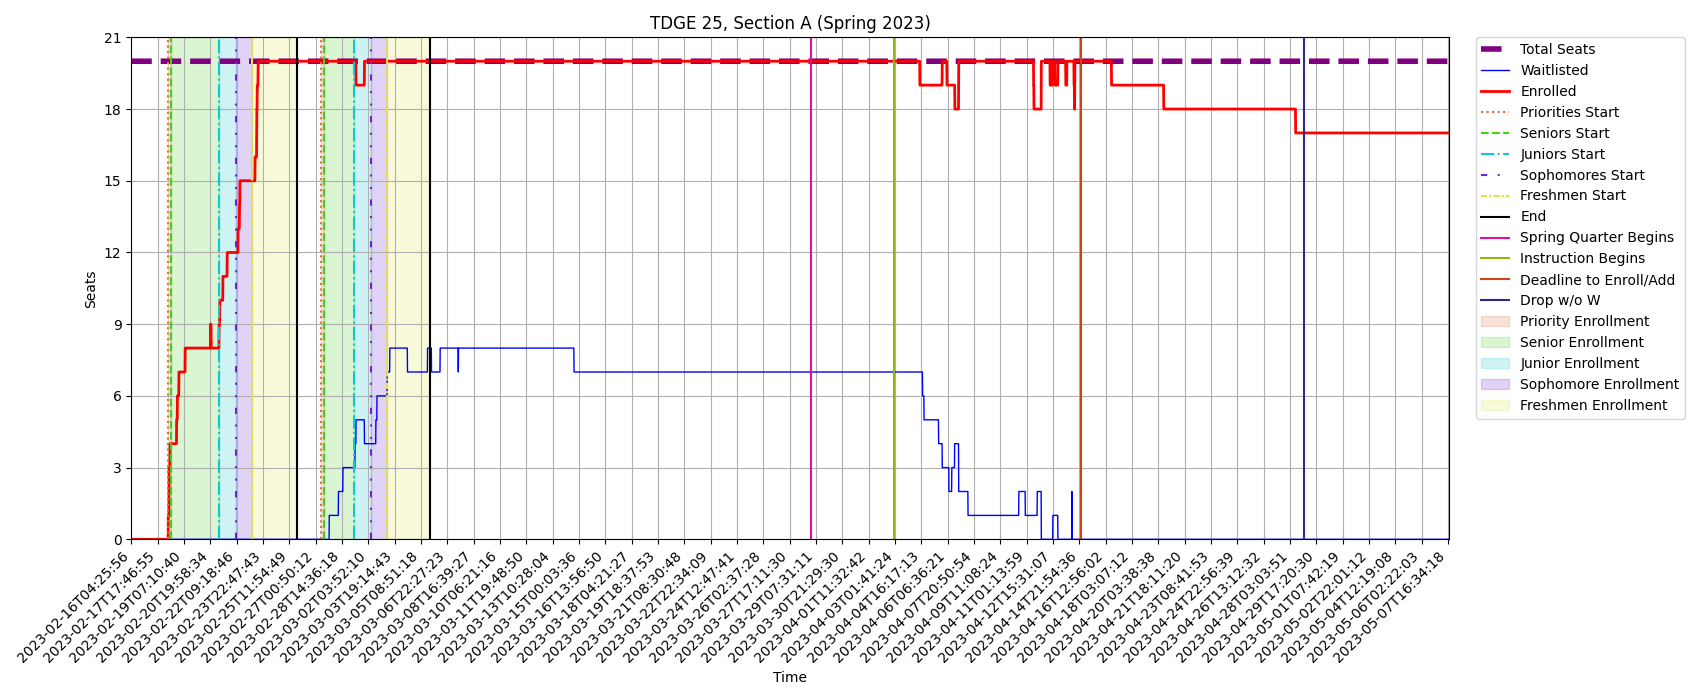 TDGE 25, Section A (Spring 2023)
21
18
15
12
9
6
3
0
Seats
2023-02-16T04:25:56
2023-02-17T17:46:55
2023-02-19T07:10:40
2023-02-20T19:58:34
2023-02-22T09:18:46
2023-02-23T22:47:43
2023-02-25T11:54:49
2023-02-27T00:50:12
2023-02-28T14:36:18
2023-03-02T03:52:10
2023-03-03T19:14:43
2023-03-05T08:51:18
2023-03-06T22:27:23
2023-03-08T16:39:27
2023-03-10T06:21:16
2023-03-11T19:48:50
2023-03-13T10:28:04
2023-03-15T00:03:36
2023-03-16T13:56:50
2023-03-18T04:21:27
2023-03-19T18:37:53
2023-03-21T08:30:48
2023-03-22T22:34:09
2023-03-24T12:47:41
2023-03-26T02:37:28
2023-03-27T17:11:30
2023-03-29T07:31:11
2023-03-30T21:29:30
2023-04-01T11:32:42
2023-04-03T01:41:24
2023-04-04T16:17:13
2023-04-06T06:36:21
2023-04-07T20:50:54
2023-04-09T11:08:24
2023-04-11T01:13:59
2023-04-12T15:31:07
2023-04-14T21:54:36
2023-04-16T12:56:02
2023-04-18T03:07:12
2023-04-20T03:38:38
2023-04-21T18:11:20
2023-04-23T08:41:53
2023-04-24T22:56:39
2023-04-26T13:12:32
2023-04-28T03:03:51
2023-04-29T17:20:30
2023-05-01T07:42:19
2023-05-02T22:01:12
2023-05-04T12:19:08
2023-05-06T02:22:03
2023-05-07T16:34:18
Time
Total Seats
Waitlisted
Enrolled
Priorities Start
Seniors Start
Juniors Start
Sophomores Start
Freshmen Start
End
Spring Quarter Begins
Instruction Begins
Deadline to Enroll/Add
Drop w/o W
Priority Enrollment
Senior Enrollment
Junior Enrollment
Sophomore Enrollment
Freshmen Enrollment